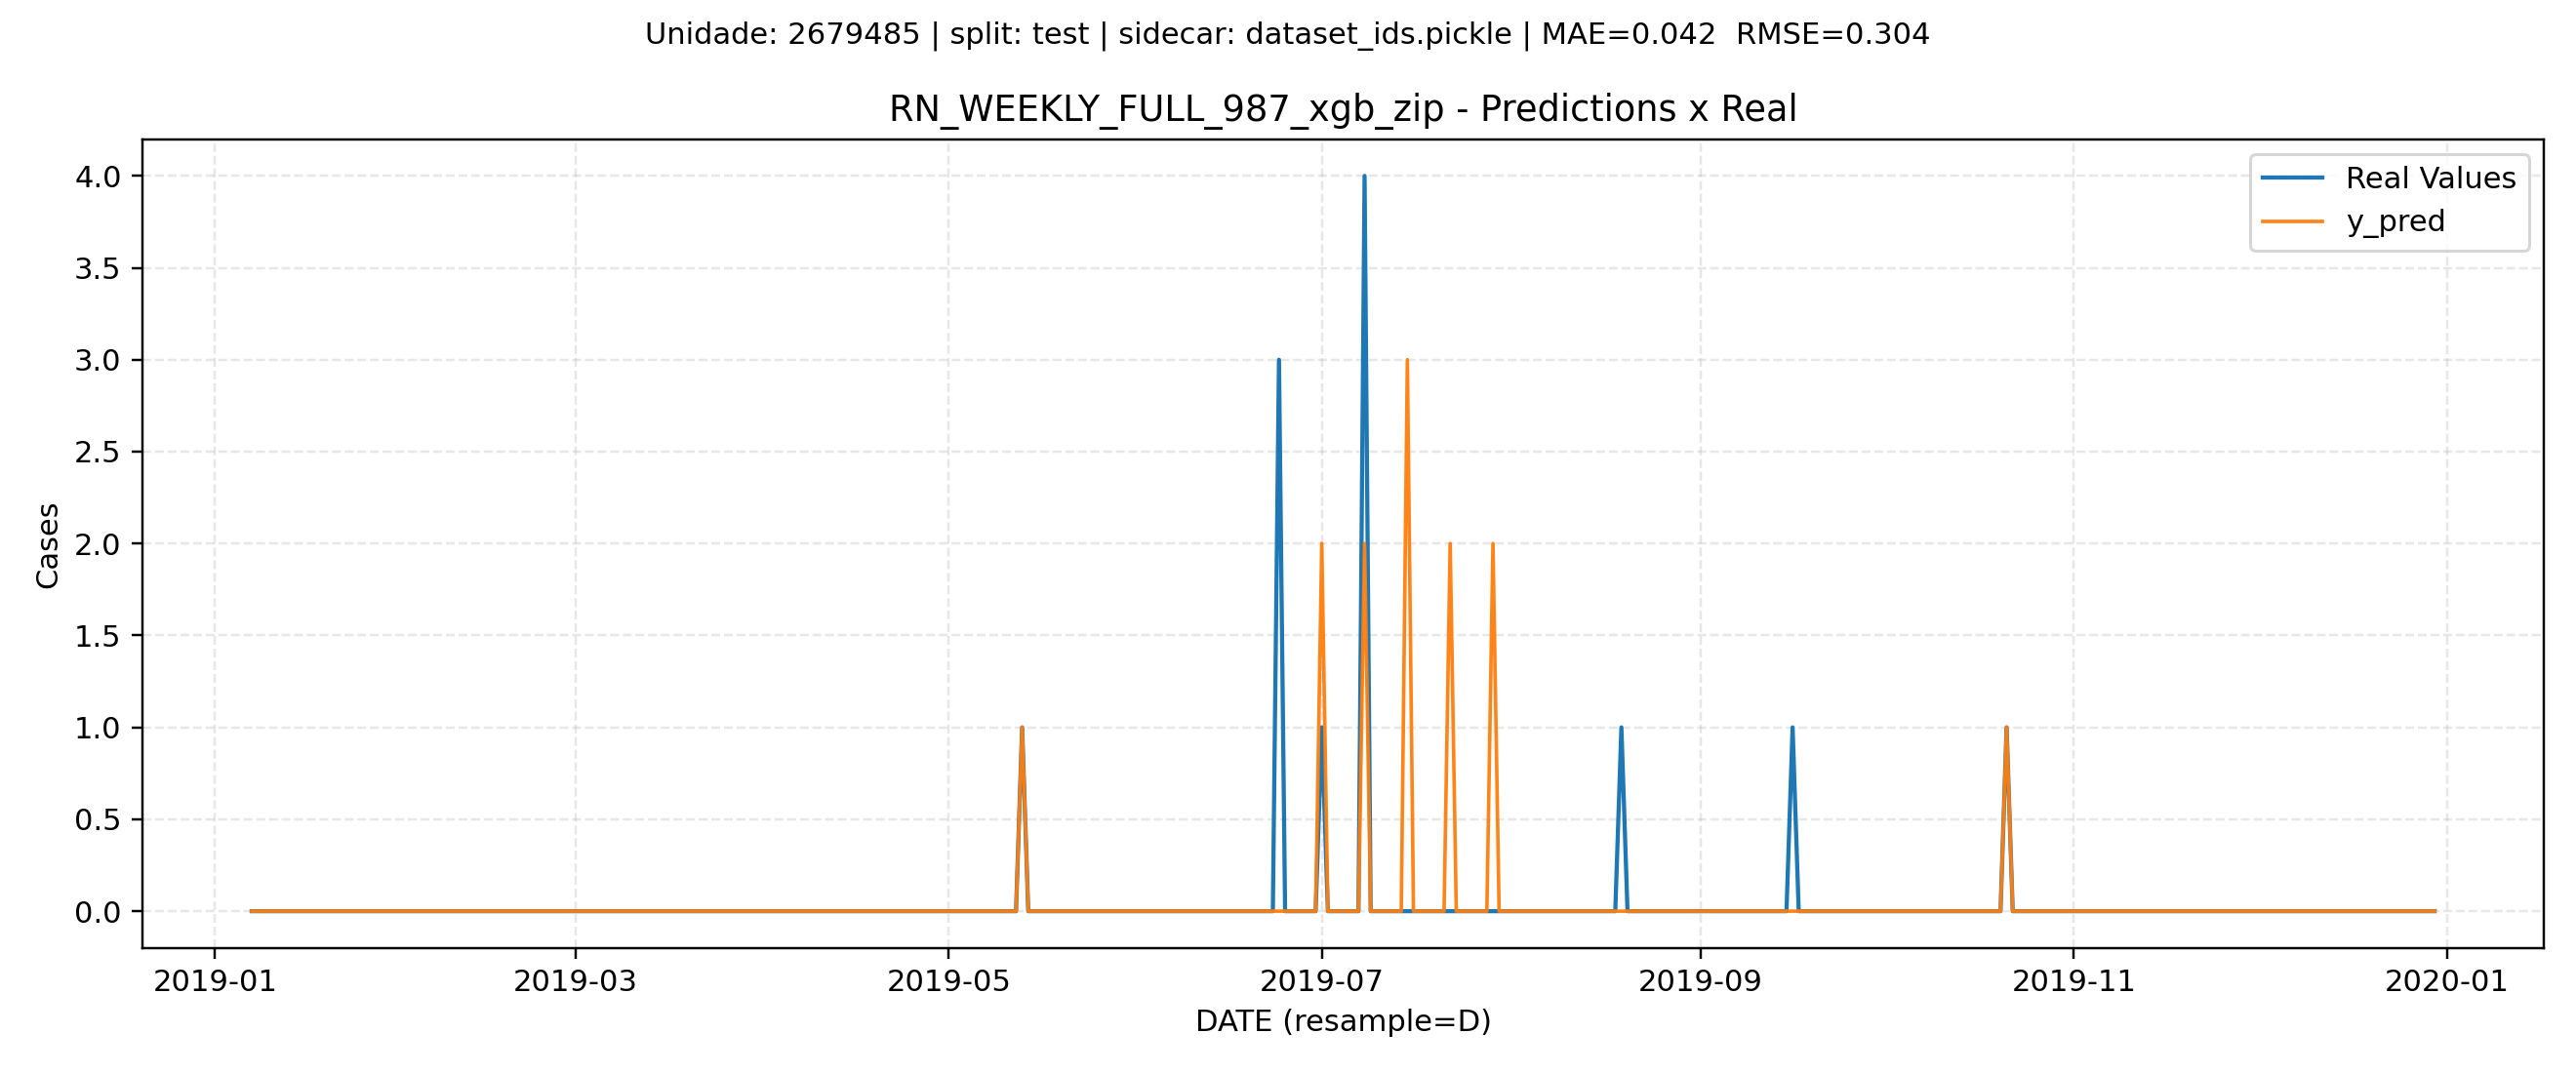 Unidade: 2679485 | split: test | sidecar: dataset_ids.pickle | MAE=0.042  RMSE=0.304
RN_WEEKLY_FULL_987_xgb_zip - Predictions x Real
Real Values
y_pred
4.0
3.5
3.0
2.5
2.0
1.5
1.0
0.5
0.0
Cases
2019-01
2019-03
2019-05
2019-07
2019-09
2019-11
2020-01
DATE (resample=D)